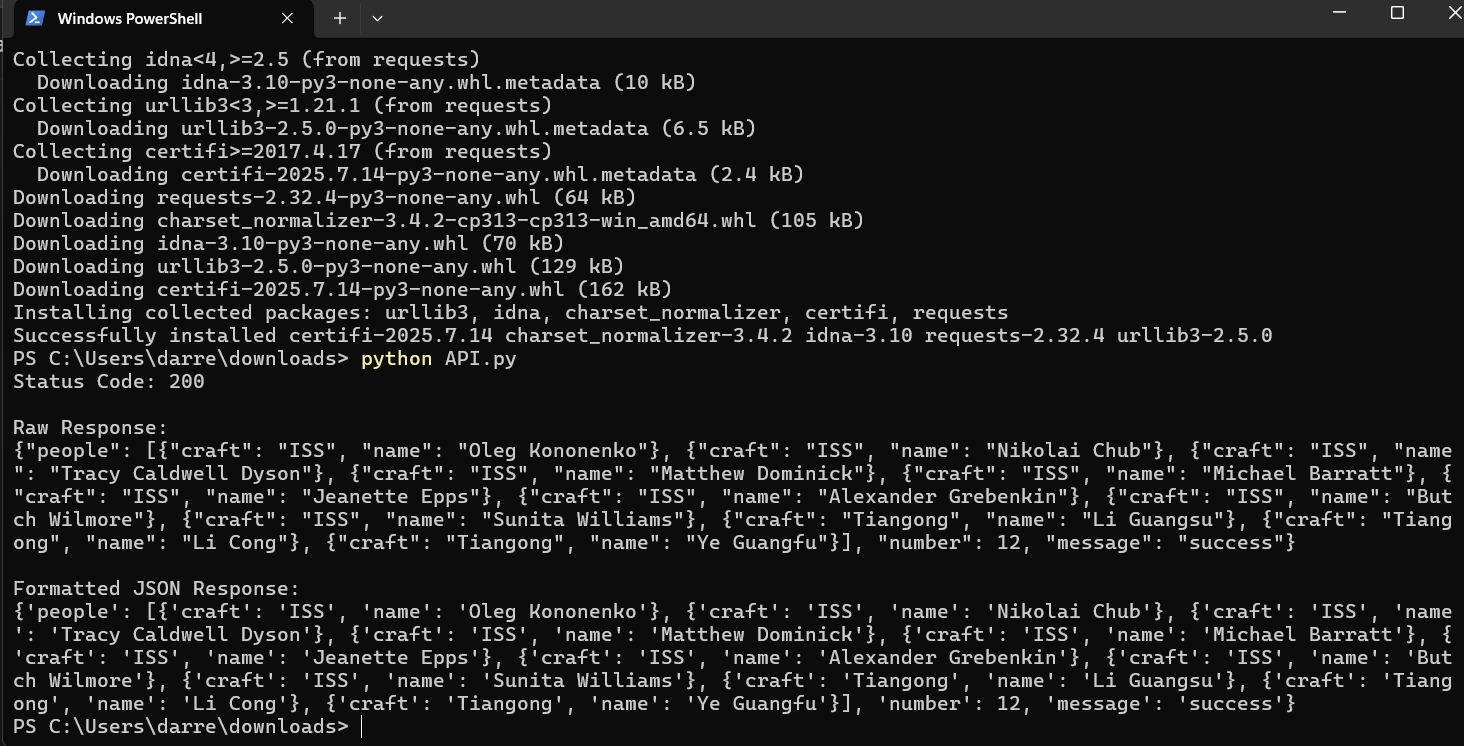 Windows PowerShell
Collecting idna<4,>=2.5 (from requests)
  Downloading idna-3.10-py3-none-any.whl.metadata (10 kB)
Collecting urllib3<3,>=1.21.1 (from requests)
  Downloading urllib3-2.5.0-py3-none-any.whl.metadata (6.5 kB)
Collecting certifi>=2017.4.17 (from requests)
  Downloading certifi-2025.7.14-py3-none-any.whl.metadata (2.4 kB)
Downloading requests-2.32.4-py3-none-any.whl (64 kB)
Downloading charset_normalizer-3.4.2-cp313-cp313-win_amd64.whl (105 kB)
Downloading idna-3.10-py3-none-any.whl (70 kB)
Downloading urllib3-2.5.0-py3-none-any.whl (129 kB)
Downloading certifi-2025.7.14-py3-none-any.whl (162 kB)
Installing collected packages: urllib3, idna, charset_normalizer, certifi, requests
Successfully installed certifi-2025.7.14 charset_normalizer-3.4.2 idna-3.10 requests-2.32.4 urllib3-2.5.0
PS C:\Users\darre\downloads> python API.py
Status Code: 200
Raw Response:
{"people": [{"craft": "ISS", "name": "Oleg Kononenko"}, {"craft": "ISS", "name": "Nikolai Chub"}, {"craft": "ISS", "name
": "Tracy Caldwell Dyson"}, {"craft": "ISS", "name": "Matthew Dominick"}, {"craft": "ISS", "name": "Michael Barratt"}, {
"craft": "ISS", "name": "Jeanette Epps"}, {"craft": "ISS", "name": "Alexander Grebenkin"}, {"craft": "ISS", "name": "But
ch Wilmore"}, {"craft": "ISS", "name": "Sunita Williams"}, {"craft": "Tiangong", "name": "Li Guangsu"}, {"craft": "Tiang
ong", "name": "Li Cong"}, {"craft": "Tiangong", "name": "Ye Guangfu"}], "number": 12, "message": "success"}
Formatted JSON Response:
{'people': [{'craft': 'ISS', 'name': 'Oleg Kononenko'}, {'craft': 'ISS', 'name': 'Nikolai Chub'}, {'craft': 'ISS', 'name
': 'Tracy Caldwell Dyson'}, {'craft': 'ISS', 'name': 'Matthew Dominick'}, {'craft': 'ISS', 'name': 'Michael Barratt'}, {
'craft': 'ISS', 'name': 'Jeanette Epps'}, {'craft': 'ISS', 'name': 'Alexander Grebenkin'}, {'craft': 'ISS', 'name': 'But
ch Wilmore'}, {'craft': 'ISS', 'name': 'Sunita Williams'}, {'craft': 'Tiangong', 'name': 'Li Guangsu'}, {'craft': 'Tiang
ong', 'name': 'Li Cong'}, {'craft': 'Tiangong', 'name': 'Ye Guangfu'}], 'number': 12, 'message': 'success'}
PS C:\Users\darre\downloads>